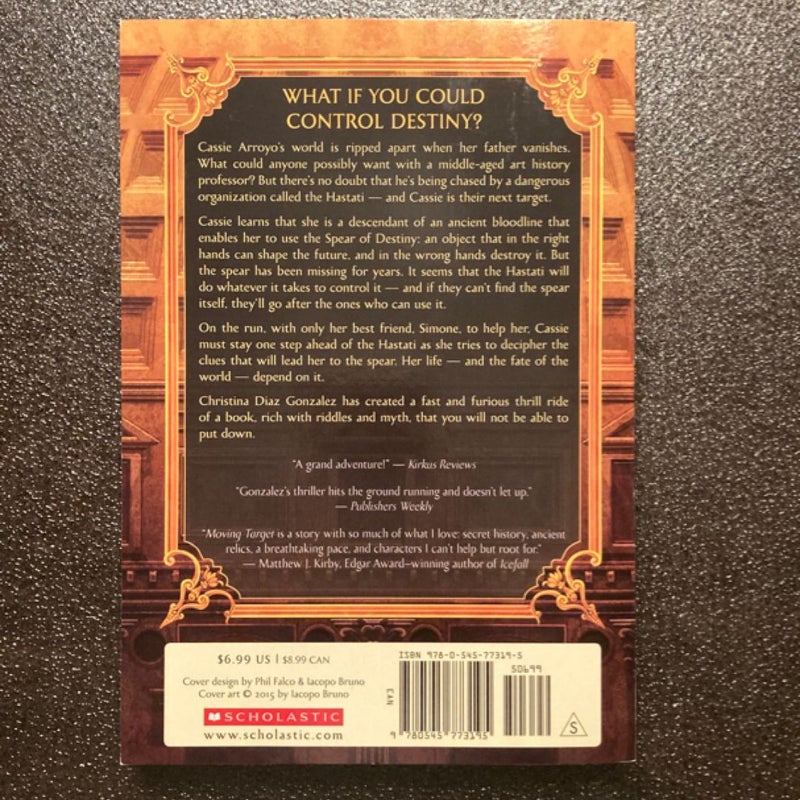 WHAT IF YOU COULD
CONTROL DESTINY?
Cassie Arroyo's world is ripped apart when her father vanishes.
What could anyone possibly want with a middle-aged art history
professor? But there's no doubt that he's being chased by a dangerous
organization called the Hastati — and Cassie is their next target.
Cassie learns that she is a descendant of an ancient bloodline that
enables her to use the Spear of Destiny: an object that in the right
hands can shape the future, and in the wrong hands destroy it. But
the spear has been missing for years. It seems that the Hastati will
do whatever it takes to control it — and if they can't find the spear
itself, they'll go after the ones who can use it.
On the run, with only her best friend, Simone, to help her, Cassie
must stay one step ahead of the Hastati as she tries to decipher the
clues that will lead her to the spear. Her life — and the fate of the
world — depend on it.
Christina Diaz Gonzalez has created a fast and furious thrill ride
of a book, rich with riddles and myth, that you will not be able to
put down.
"A grand adventure!" — Kirkus Reviews
"Gonzalez's thriller hits the ground running and doesn't let up."
— Publishers Weekly
"Moving Target is a story with so much of what I love: secret history, ancient
relics, a breathtaking pace, and characters I can't help but root for."
— Matthew J. Kirby, Edgar Award–winning author of Icefall
$6.99 US | $8.99 CAN
Cover design by Phil Falco & Iacopo Bruno
Cover art © 2015 by Iacopo Bruno
SCHOLASTIC
www.scholastic.com
ISBN 978-0-545-77319-5
50699
EAN
9 780545 773195
S